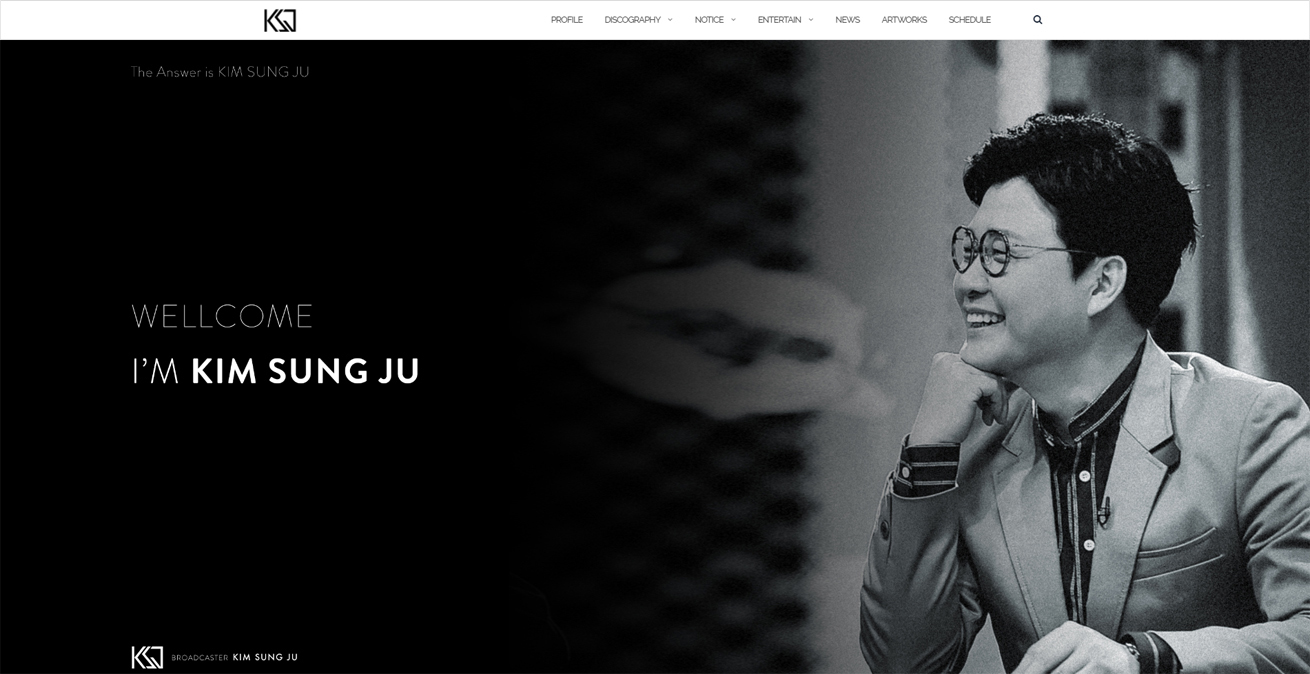 KSJ
PROFILE DISCOGRAPHY NOTICE ENTERTAIN NEWS ARTWORKS SCHEDULE
The Answer is KIM SUNG JU
WELLCOME
I'M KIM SUNG JU
KSJ BROADCASTER KIM SUNG JU